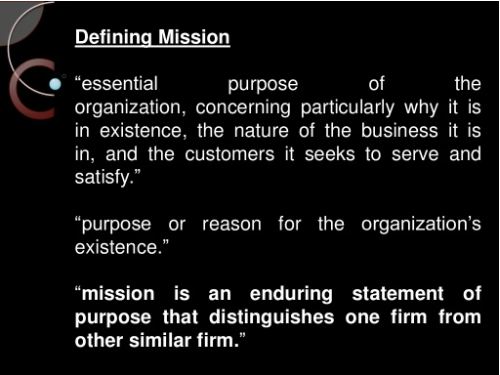 Defining Mission
“essential purpose of the
organization, concerning particularly why it is
in existence, the nature of the business it is
in, and the customers it seeks to serve and
satisfy.”
“purpose or reason for the organization’s
existence.”
“mission is an enduring statement of
purpose that distinguishes one firm from
other similar firm.”